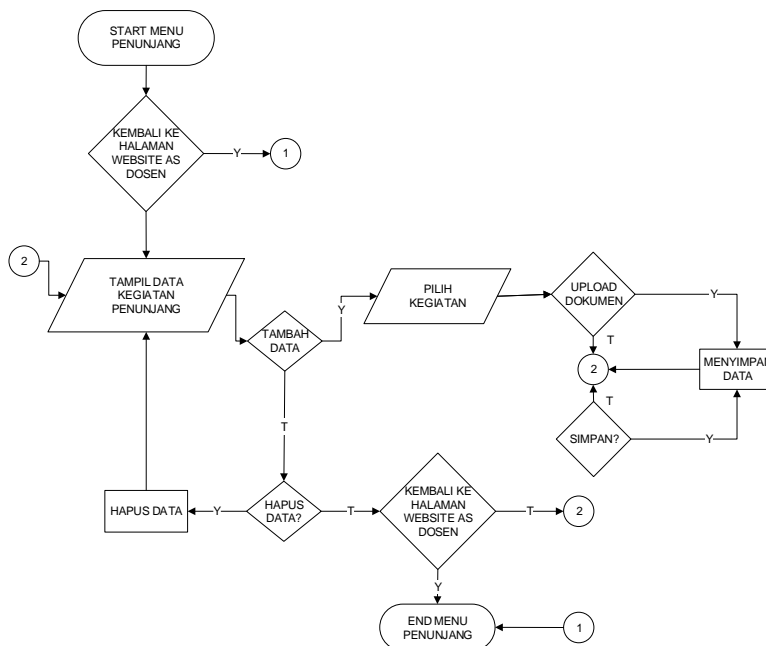 START MENU
PENUNJANG
KEMBALI KE
HALAMAN
WEBSITE AS
DOSEN
Y
1
2
TAMPIL DATA
KEGIATAN
PENUNJANG
TAMBAH
DATA
Y
PILIH
KEGIATAN
UPLOAD
DOKUMEN
Y
T
2
MENYIMPAN
DATA
T
SIMPAN?
Y
T
HAPUS DATA
Y
HAPUS
DATA?
T
KEMBALI KE
HALAMAN
WEBSITE AS
DOSEN
T
2
Y
END MENU
PENUNJANG
1